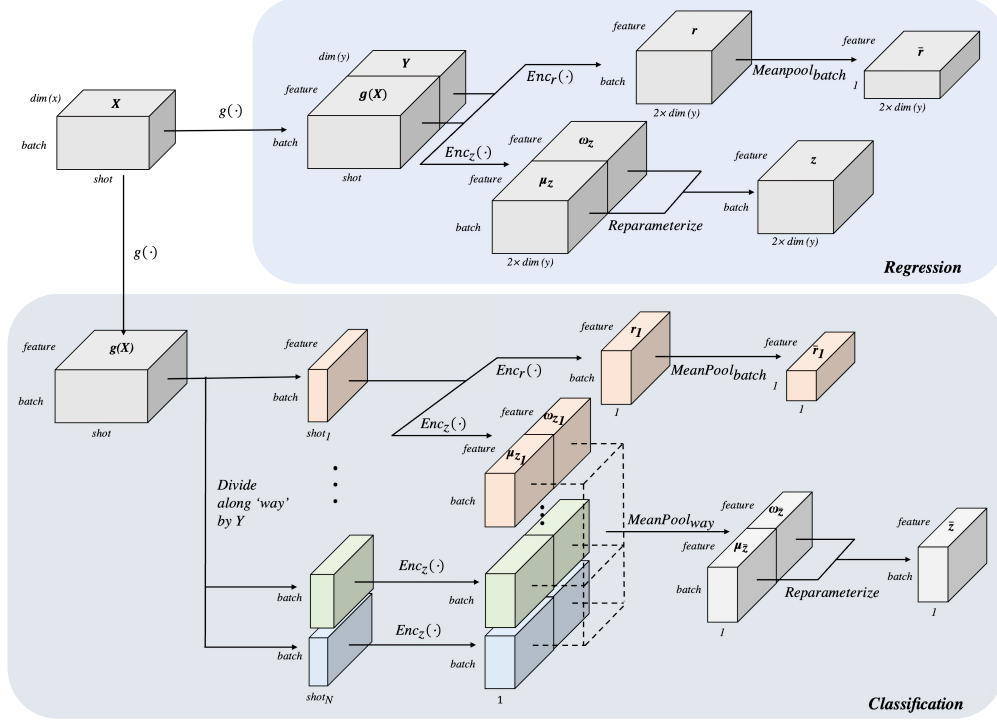 dim(x)
X
batch
shot
g(·)
g(·)
dim(y)
Y
feature
g(X)
batch
shot
Enc_r(·)
Enc_z(·)
feature
r
batch
2× dim(y)
Meanpool_batch
feature
r̄
1
2× dim(y)
feature
ω_z
feature
μ_z
batch
2× dim(y)
Reparameterize
feature
z
batch
2× dim(y)
Regression
feature
g(X)
batch
shot
Divide
along ‘way’
by Y
feature
batch
shot_1
Enc_r(·)
Enc_z(·)
feature
r_1
batch
1
MeanPool_batch
feature
r̄_1
1
1
feature
ω_z1
feature
μ_z1
batch
batch
Enc_z(·)
batch
batch
shot_N
Enc_z(·)
batch
1
MeanPool_way
feature
ω_z̄
feature
μ_z̄
batch
1
Reparameterize
feature
z̄
batch
1
Classification